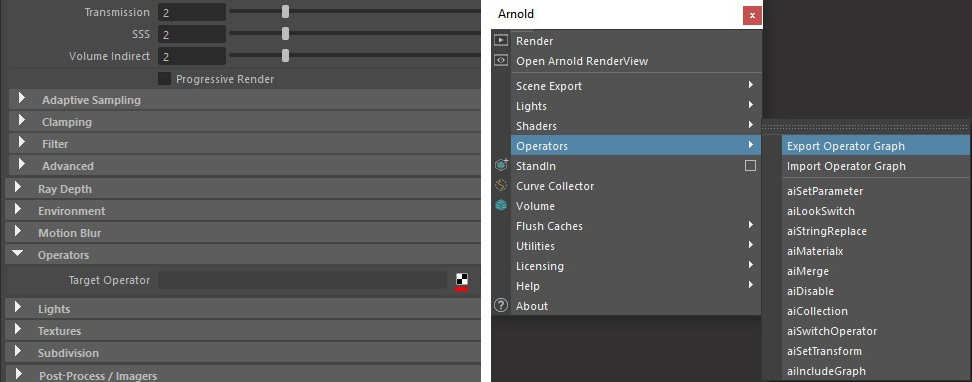 Transmission 2
SSS 2
Volume Indirect 2
Progressive Render
Adaptive Sampling
Clamping
Filter
Advanced
Ray Depth
Environment
Motion Blur
Operators
Target Operator
Lights
Textures
Subdivision
Post-Process / Imagers
Arnold x
Render
Open Arnold RenderView
Scene Export
Lights
Shaders
Operators
StandIn
Curve Collector
Volume
Flush Caches
Utilities
Licensing
Help
? About
Export Operator Graph
Import Operator Graph
aiSetParameter
aiLookSwitch
aiStringReplace
aiMaterialx
aiMerge
aiDisable
aiCollection
aiSwitchOperator
aiSetTransform
aiIncludeGraph